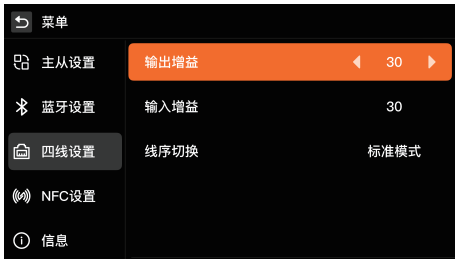 菜单
主从设置
输出增益 30
蓝牙设置
输入增益 30
四线设置
线序切换 标准模式
NFC设置
信息